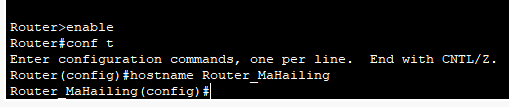 Router>enable
Router#conf t
Enter configuration commands, one per line.  End with CNTL/Z.
Router(config)#hostname Router_MaHailing
Router_MaHailing(config)#